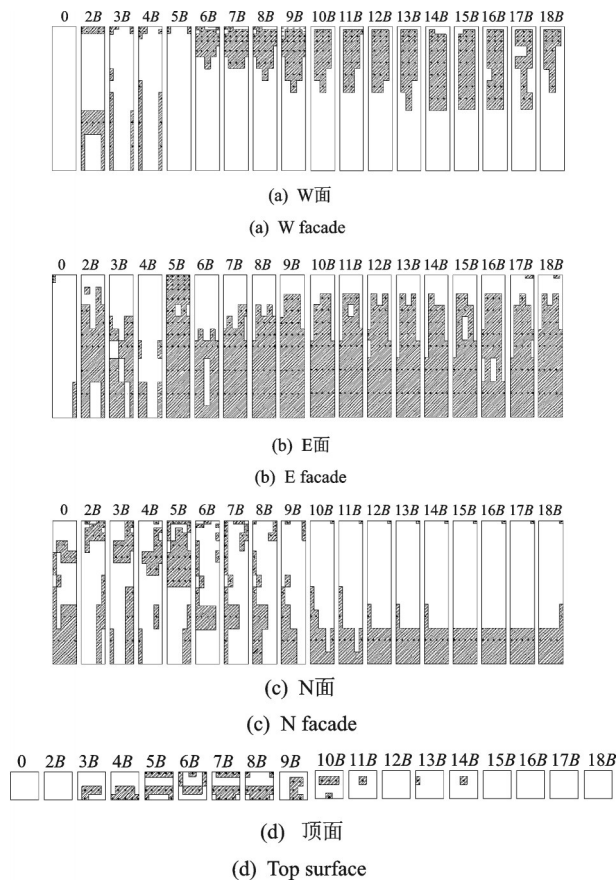 0 2B 3B 4B 5B 6B 7B 8B 9B 10B 11B 12B 13B 14B 15B 16B 17B 18B
(a) W面
(a) W facade
0 2B 3B 4B 5B 6B 7B 8B 9B 10B 11B 12B 13B 14B 15B 16B 17B 18B
(b) E面
(b) E facade
0 2B 3B 4B 5B 6B 7B 8B 9B 10B 11B 12B 13B 14B 15B 16B 17B 18B
(c) N面
(c) N facade
0 2B 3B 4B 5B 6B 7B 8B 9B 10B 11B 12B 13B 14B 15B 16B 17B 18B
(d) 顶面
(d) Top surface